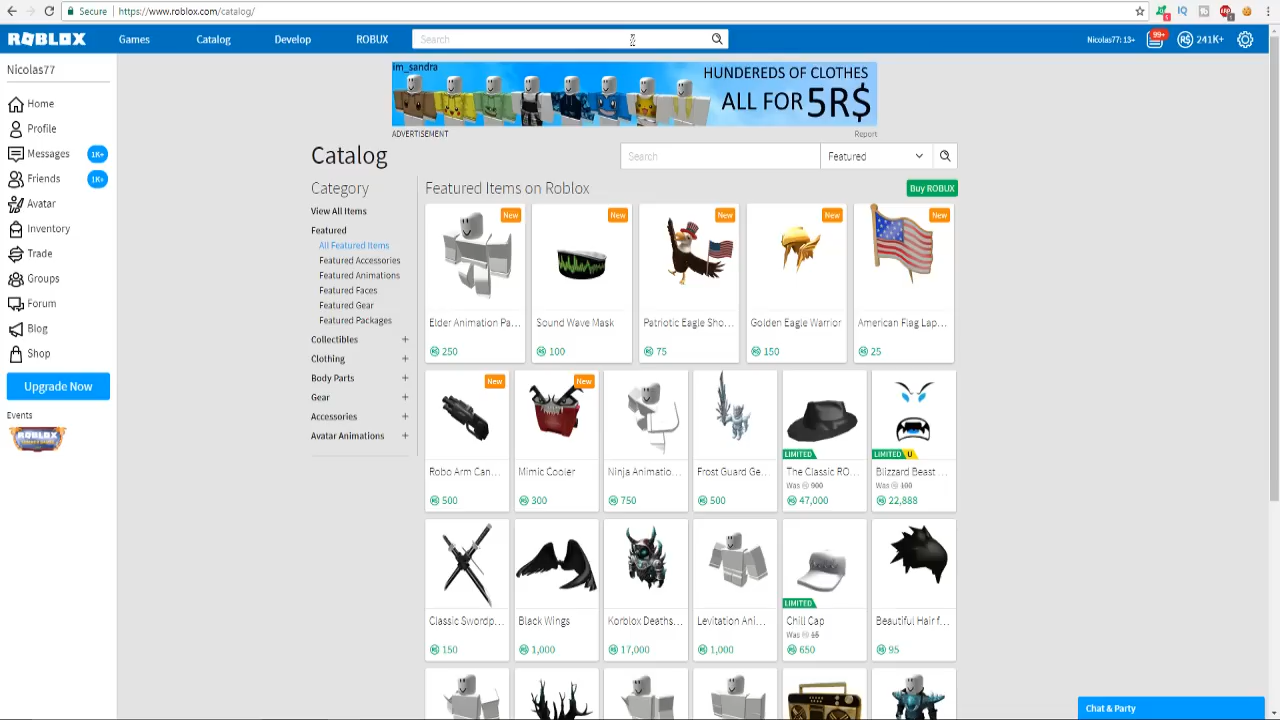 Secure https://www.roblox.com/catalog/
ROBLOX Games Catalog Develop ROBUX Search Nicolas77: 13+ 99+ R$ 241K+
Nicolas77
Home
Profile
Messages 1K+
Friends 1K+
Avatar
Inventory
Trade
Groups
Forum
Blog
Shop
Upgrade Now
Events
ROBLOX
Im_sandra
HUNDEREDS OF CLOTHES
ALL FOR 5R$
ADVERTISEMENT Report
Catalog
Search Featured
Category
View All Items
Featured
All Featured Items
Featured Accessories
Featured Animations
Featured Faces
Featured Gear
Featured Packages
Collectibles +
Clothing +
Body Parts +
Gear +
Accessories +
Avatar Animations +
Featured Items on Roblox Buy ROBUX
New New New New New
Elder Animation Pa... Sound Wave Mask Patriotic Eagle Sho... Golden Eagle Warrior American Flag Lap...
R$ 250 R$ 100 R$ 75 R$ 150 R$ 25
New New
LIMITED LIMITED U
Robo Arm Can... Mimic Cooler Ninja Animatio... Frost Guard Ge... The Classic RO... Blizzard Beast ...
Was R$ 900 Was R$ 100
R$ 500 R$ 300 R$ 750 R$ 500 R$ 47,000 R$ 22,888
LIMITED
Classic Swordp... Black Wings Korblox Deaths... Levitation Ani... Chill Cap Beautiful Hair f...
Was R$ 65
R$ 150 R$ 1,000 R$ 17,000 R$ 1,000 R$ 650 R$ 95
Chat & Party